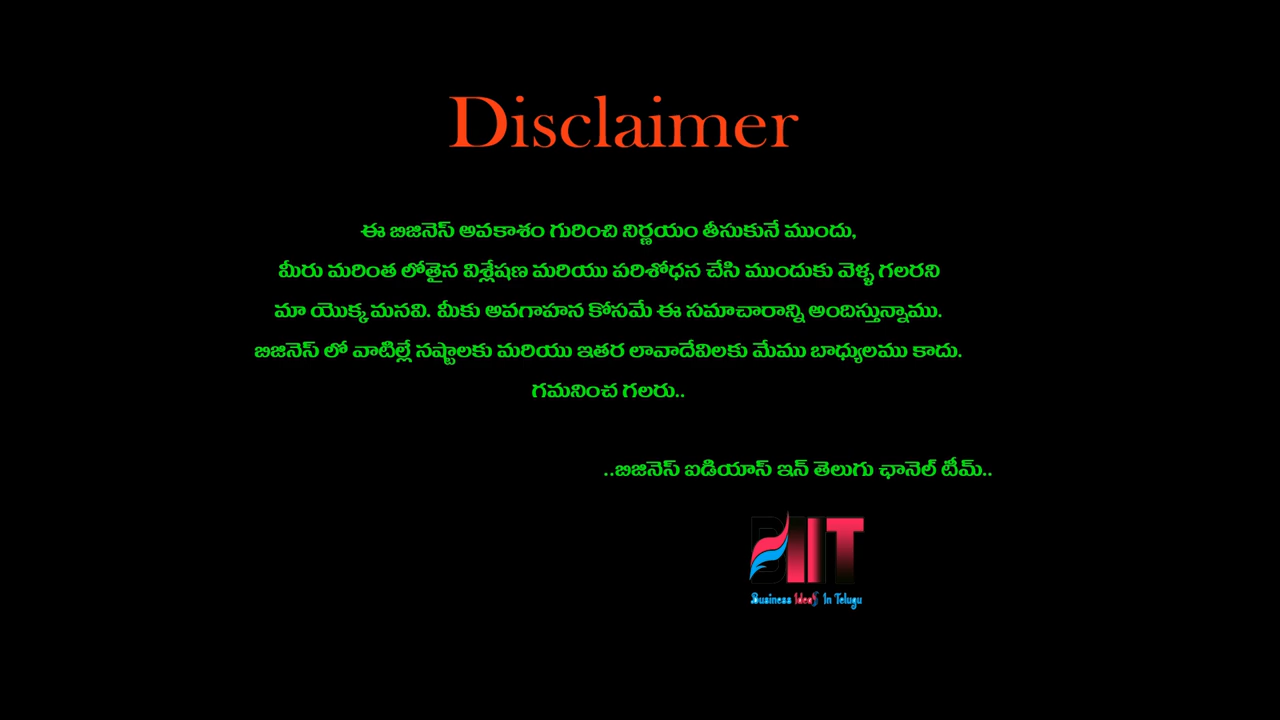 Disclaimer
ఈ బిజినెస్ అవకాశం గురించి నిర్ణయం తీసుకునే ముందు,
మీరు మరింత లోతైన విశ్లేషణ మరియు పరిశోధన చేసి ముందుకు వెళ్ళ గలరని
మా యొక్క మనవి. మీకు అవగాహన కోసమే ఈ సమాచారాన్ని అందిస్తున్నాము.
బిజినెస్ లో వాటిల్లే నష్టాలకు మరియు ఇతర లావాదేవిలకు మేము బాధ్యులము కాదు.
గమనించ గలరు..
..బిజినెస్ ఐడియాస్ ఇన్ తెలుగు ఛానెల్ టీమ్..
BIIT
Business IdeaS In Telugu